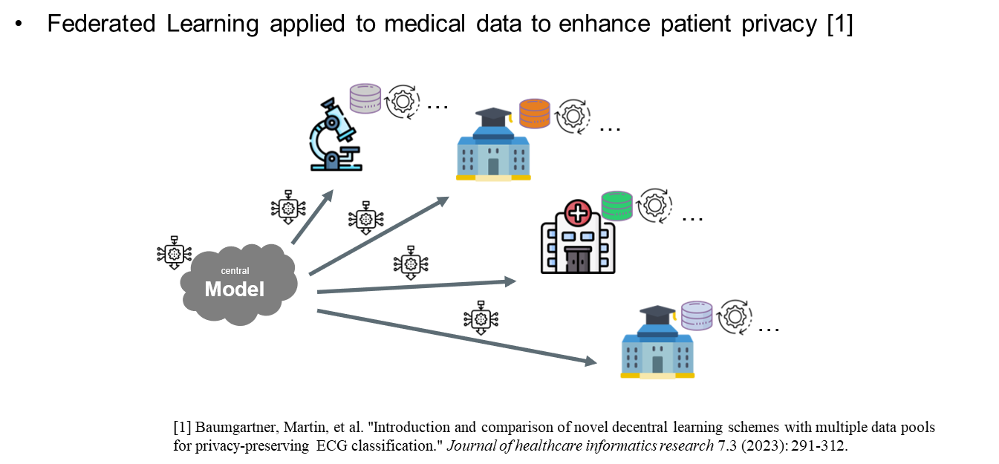 • Federated Learning applied to medical data to enhance patient privacy [1]
...
...
...
central
Model
...
[1] Baumgartner, Martin, et al. "Introduction and comparison of novel decentral learning schemes with multiple data pools
for privacy-preserving ECG classification." Journal of healthcare informatics research 7.3 (2023): 291-312.